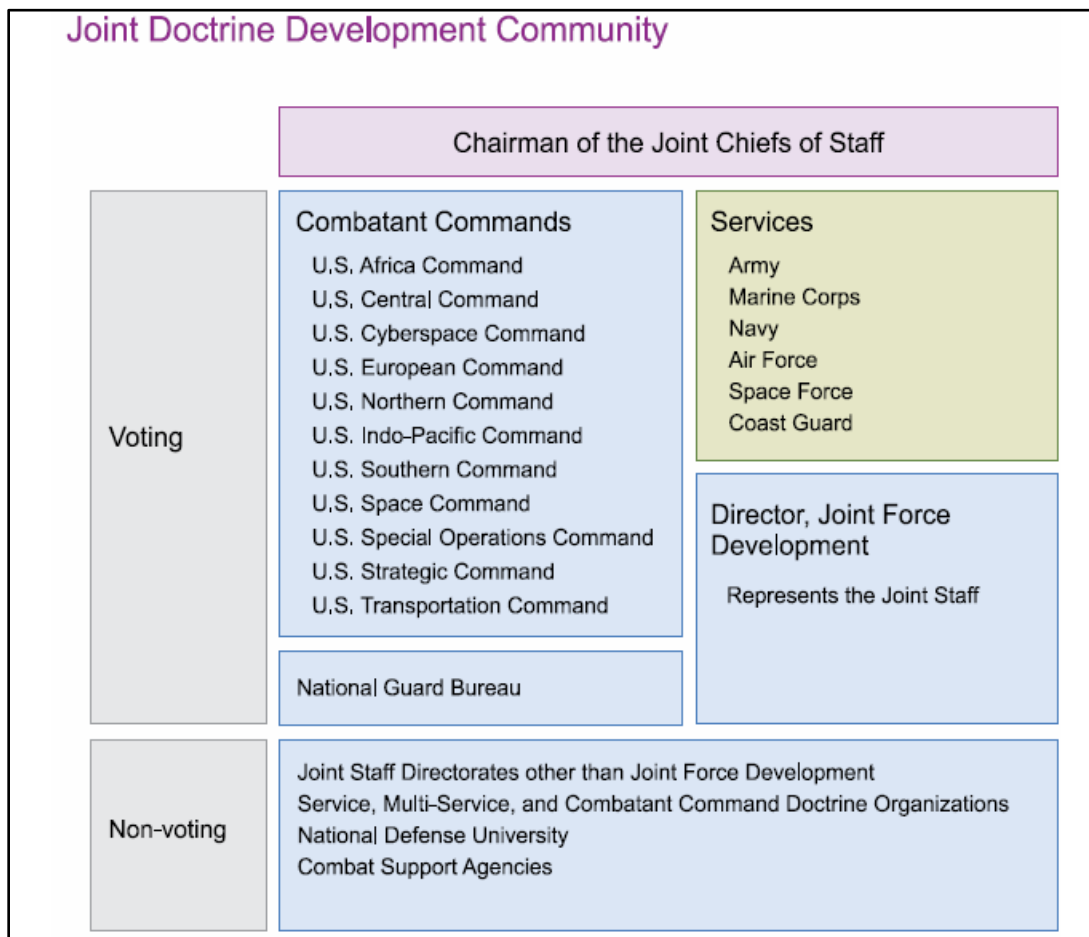 Joint Doctrine Development Community
Chairman of the Joint Chiefs of Staff
Voting
Combatant Commands
U.S. Africa Command
U.S. Central Command
U.S. Cyberspace Command
U.S. European Command
U.S. Northern Command
U.S. Indo-Pacific Command
U.S. Southern Command
U.S. Space Command
U.S. Special Operations Command
U.S. Strategic Command
U.S. Transportation Command
National Guard Bureau
Services
Army
Marine Corps
Navy
Air Force
Space Force
Coast Guard
Director, Joint Force
Development
Represents the Joint Staff
Non-voting
Joint Staff Directorates other than Joint Force Development
Service, Multi-Service, and Combatant Command Doctrine Organizations
National Defense University
Combat Support Agencies